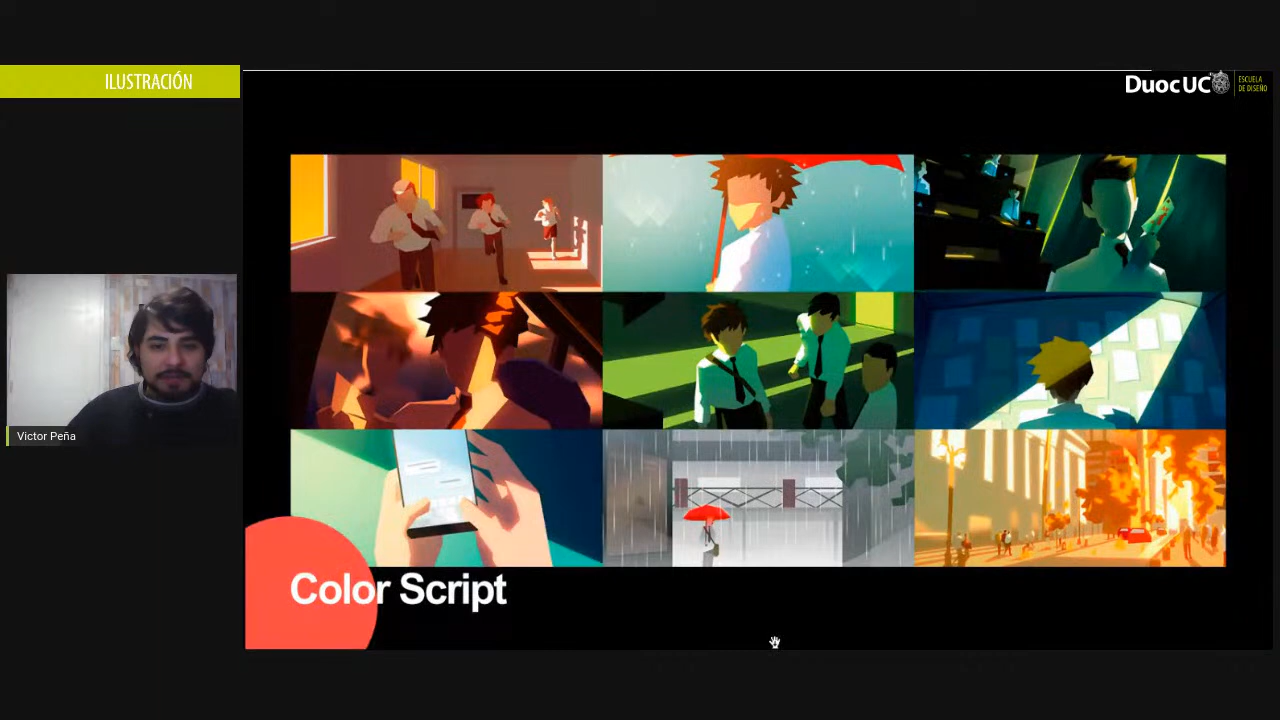 ILUSTRACIÓN
DuocUC
ESCUELA
DE DISEÑO
Victor Peña
Color Script